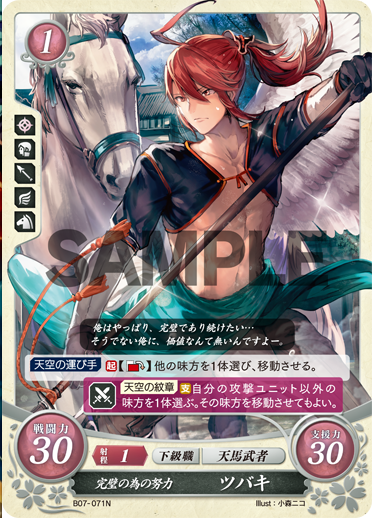 1
SAMPLE
俺はやっぱり、完璧であり続けたい…
そうでない俺に、価値なんて無いんですよー。
天空の運び手 起【】他の味方を1体選び、移動させる。
天空の紋章 支 自分の攻撃ユニット以外の
味方を1体選ぶ。その味方を移動させてもよい。
戦闘力
30
射程 1
下級職
天馬武者
支援力
30
完璧の為の努力
ツバキ
B07-071N
Illust：小森ニコ